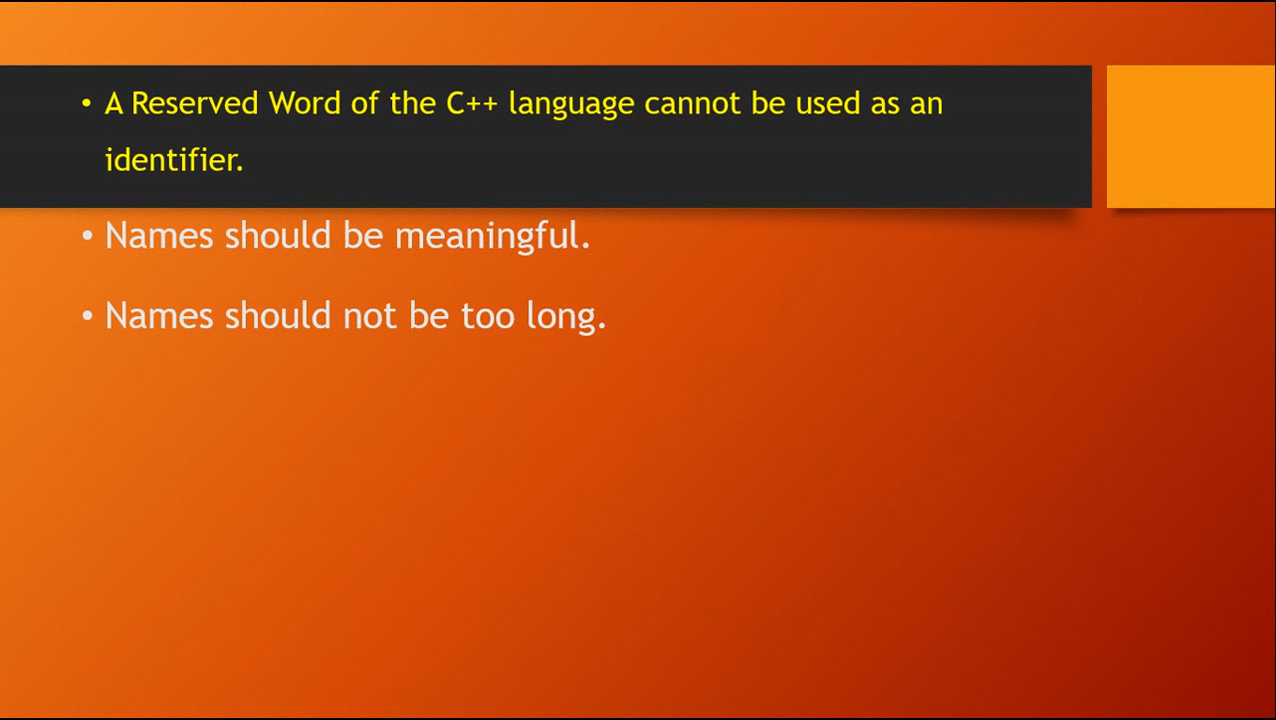 • A Reserved Word of the C++ language cannot be used as an
identifier.
• Names should be meaningful.
• Names should not be too long.